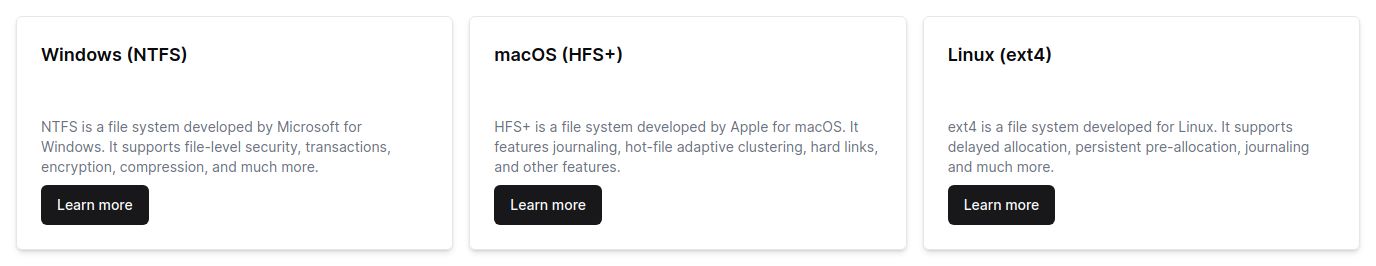 Windows (NTFS)
NTFS is a file system developed by Microsoft for
Windows. It supports file-level security, transactions,
encryption, compression, and much more.
Learn more
macOS (HFS+)
HFS+ is a file system developed by Apple for macOS. It
features journaling, hot-file adaptive clustering, hard links,
and other features.
Learn more
Linux (ext4)
ext4 is a file system developed for Linux. It supports
delayed allocation, persistent pre-allocation, journaling
and much more.
Learn more